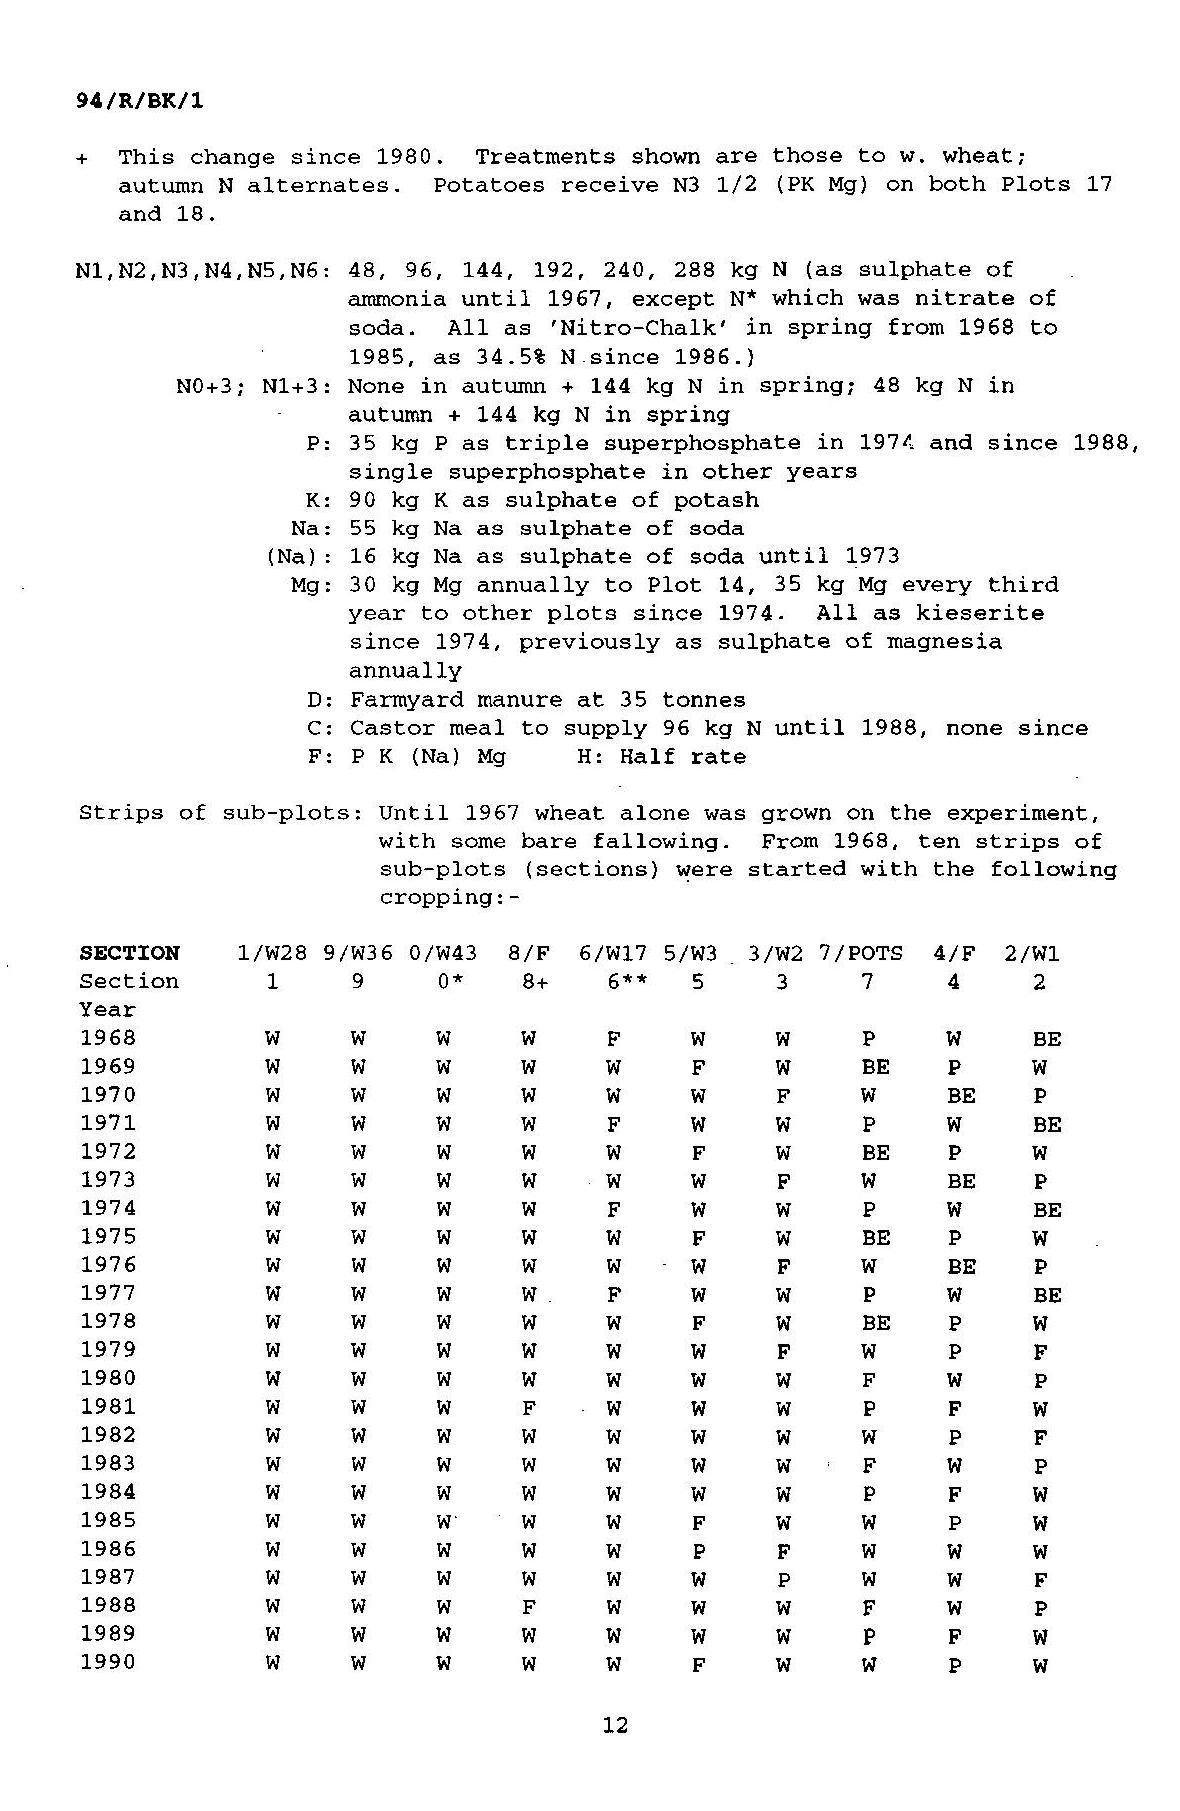 94/R/BK/1
+ This change since 1980. Treatments shown are those to w. wheat;
autumn N alternates. Potatoes receive N3 1/2 (PK Mg) on both Plots 17
and 18.
N1,N2,N3,N4,N5,N6: 48, 96, 144, 192, 240, 288 kg N (as sulphate of
ammonia until 1967, except N* which was nitrate of
soda. All as 'Nitro-Chalk' in spring from 1968 to
1985, as 34.5% N since 1986.)
N0+3; N1+3: None in autumn + 144 kg N in spring; 48 kg N in
autumn + 144 kg N in spring
P: 35 kg P as triple superphosphate in 1974 and since 1988,
single superphosphate in other years
K: 90 kg K as sulphate of potash
Na: 55 kg Na as sulphate of soda
(Na): 16 kg Na as sulphate of soda until 1973
Mg: 30 kg Mg annually to Plot 14, 35 kg Mg every third
year to other plots since 1974. All as kieserite
since 1974, previously as sulphate of magnesia
annually
D: Farmyard manure at 35 tonnes
C: Castor meal to supply 96 kg N until 1988, none since
F: P K (Na) Mg H: Half rate
Strips of sub-plots: Until 1967 wheat alone was grown on the experiment,
with some bare fallowing. From 1968, ten strips of
sub-plots (sections) were started with the following
cropping:-
SECTION 1/W28 9/W36 0/W43 8/F 6/W17 5/W3 3/W2 7/POTS 4/F 2/W1
Section 1 9 0* 8+ 6** 5 3 7 4 2
Year
1968 W W W W F W W P W BE
1969 W W W W W F W BE P W
1970 W W W W W W F W BE P
1971 W W W W F W W P W BE
1972 W W W W W F W BE P W
1973 W W W W W W F W BE P
1974 W W W W F W W P W BE
1975 W W W W W F W BE P W
1976 W W W W W W F W BE P
1977 W W W W F W W P W BE
1978 W W W W W F W BE P W
1979 W W W W W W F W P F
1980 W W W W W W W F W P
1981 W W W F W W W P F W
1982 W W W W W W W W P F
1983 W W W W W W W F W P
1984 W W W W W W W P F W
1985 W W W W W F W W P W
1986 W W W W W P F W W W
1987 W W W W W W P W W F
1988 W W W F W W W F W P
1989 W W W W W W W P F W
1990 W W W W W F W W P W
12